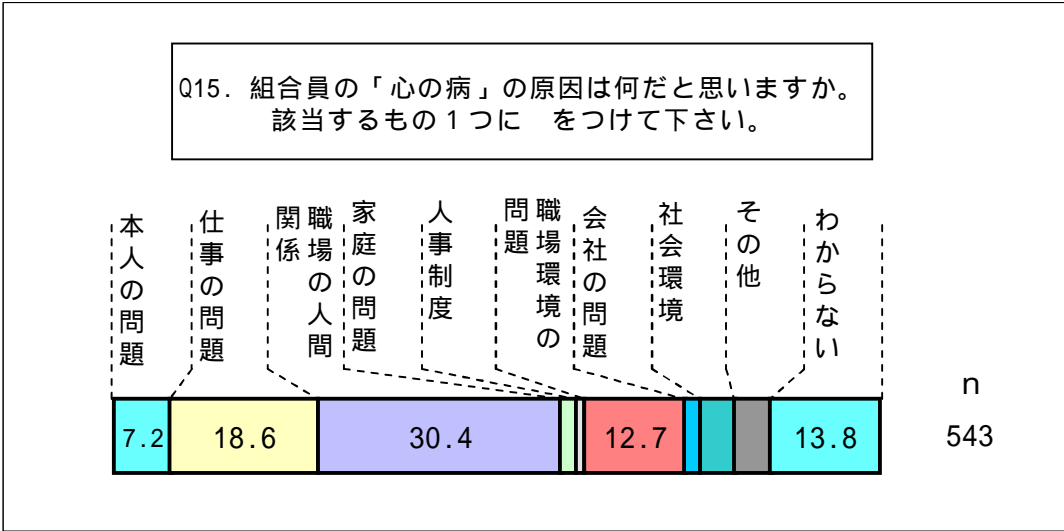 Q15. 組合員の「心の病」の原因は何だと思いますか。
該当するもの1つに　をつけて下さい。
本人の問題
仕事の問題
職場の人間
関係
家庭の問題
人事制度
職場環境の
問題
会社の問題
社会環境
その他
わからない
n
7.2
18.6
30.4
12.7
13.8
543